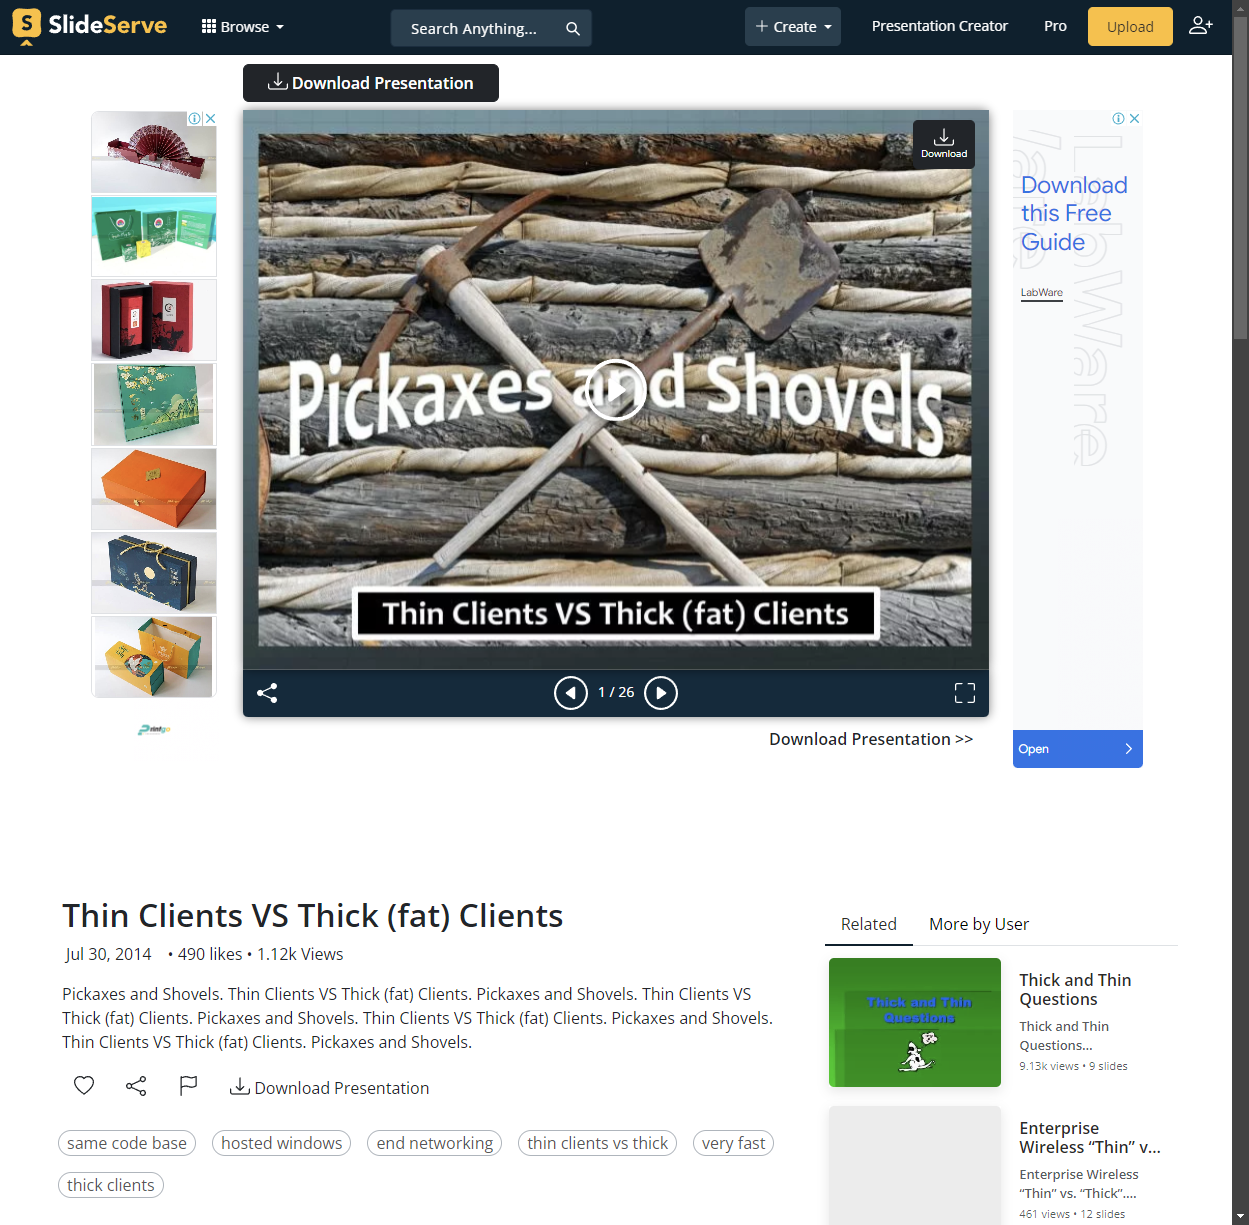 SlideServe
Browse
Search Anything...
Create
Presentation Creator
Pro
Upload
Download Presentation
Download
Pickaxes and Shovels
Thin Clients VS Thick (fat) Clients
1 / 26
Download Presentation >>
Printgo
Download
this Free
Guide
LabWare
LabWare
Open
Thin Clients VS Thick (fat) Clients
Jul 30, 2014 • 490 likes • 1.12k Views
Pickaxes and Shovels. Thin Clients VS Thick (fat) Clients. Pickaxes and Shovels. Thin Clients VS
Thick (fat) Clients. Pickaxes and Shovels. Thin Clients VS Thick (fat) Clients. Pickaxes and Shovels.
Thin Clients VS Thick (fat) Clients. Pickaxes and Shovels.
Download Presentation
same code base
hosted windows
end networking
thin clients vs thick
very fast
thick clients
Related
More by User
Thick and Thin
Questions
Thick and Thin
Questions
Thick and Thin
Questions...
9.13k views • 9 slides
Enterprise
Wireless “Thin” v...
Enterprise Wireless
“Thin” vs. “Thick”....
461 views • 12 slides